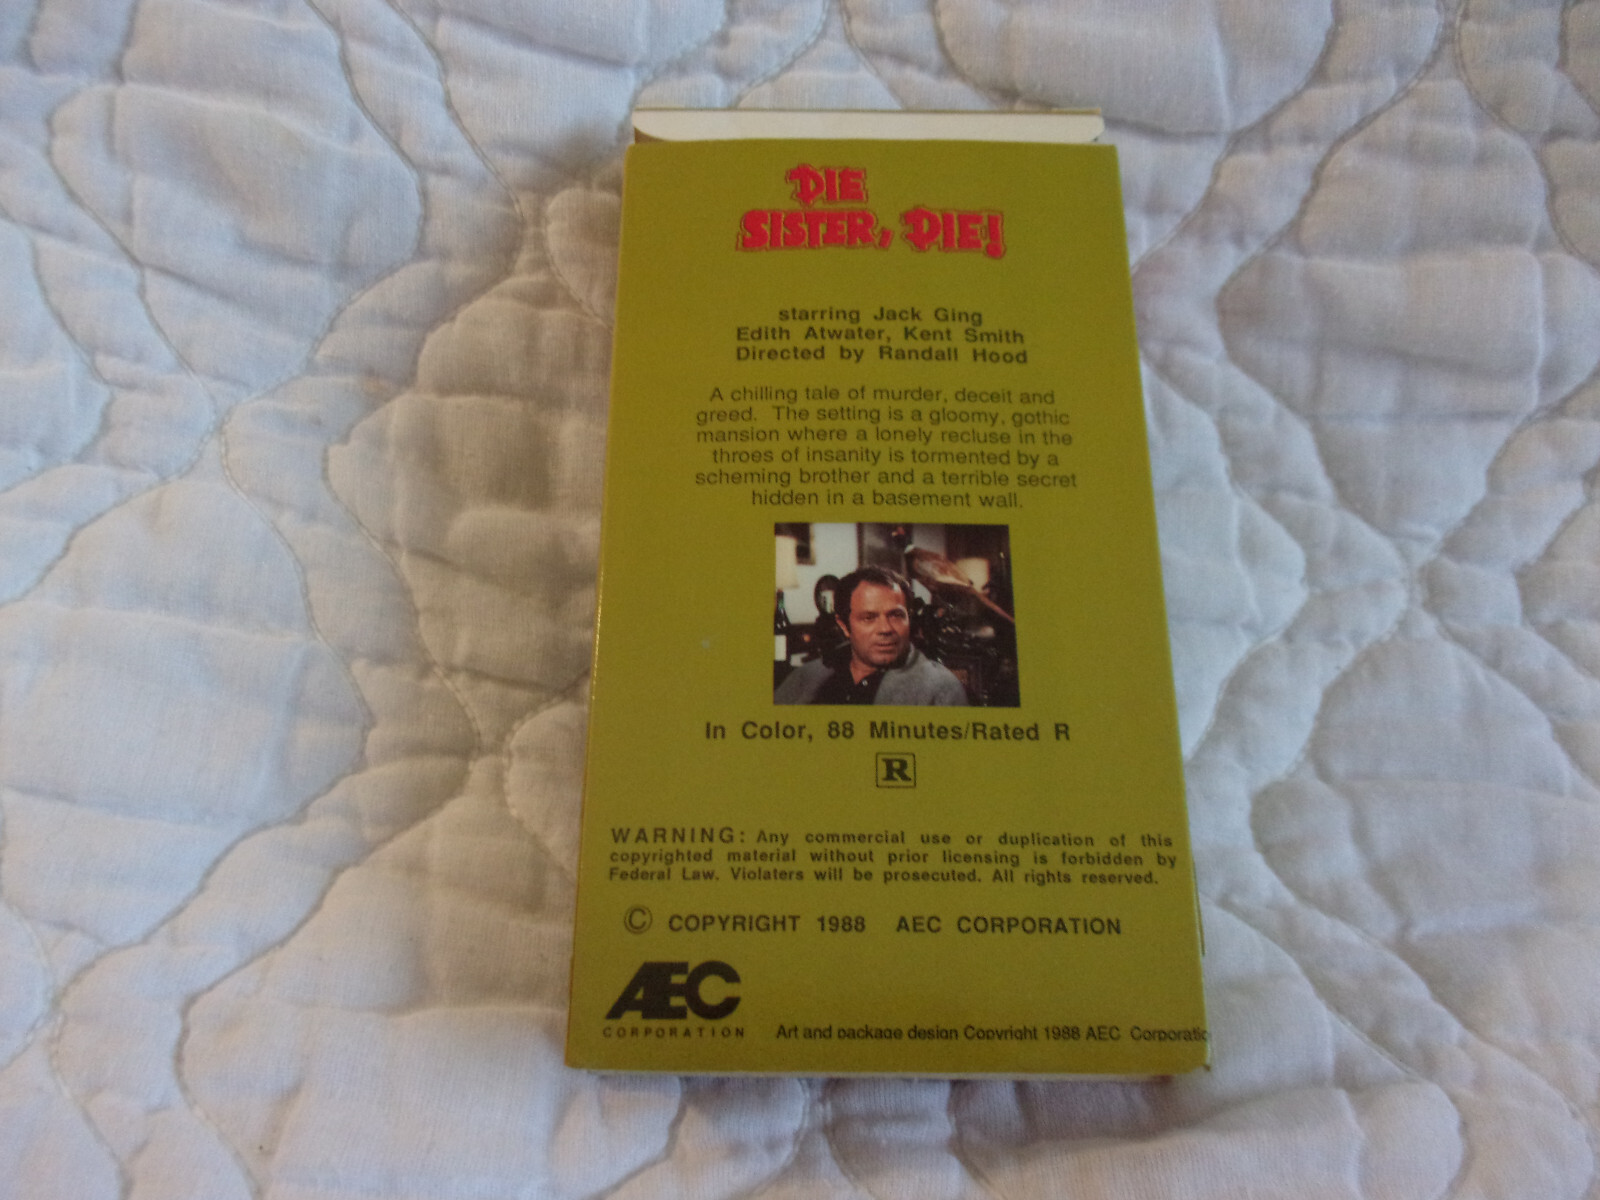 DIE
SISTER, DIE!
starring Jack Ging
Edith Atwater, Kent Smith
Directed by Randall Hood
A chilling tale of murder, deceit and
greed. The setting is a gloomy, gothic
mansion where a lonely recluse in the
throes of insanity is tormented by a
scheming brother and a terrible secret
hidden in a basement wall.
In Color, 88 Minutes/Rated R
R
WARNING: Any commercial use or duplication of this
copyrighted material without prior licensing is forbidden by
Federal Law. Violaters will be prosecuted. All rights reserved.
© COPYRIGHT 1988 AEC CORPORATION
AEC
CORPORATION
Art and package design Copyright 1988 AEC Corporatio